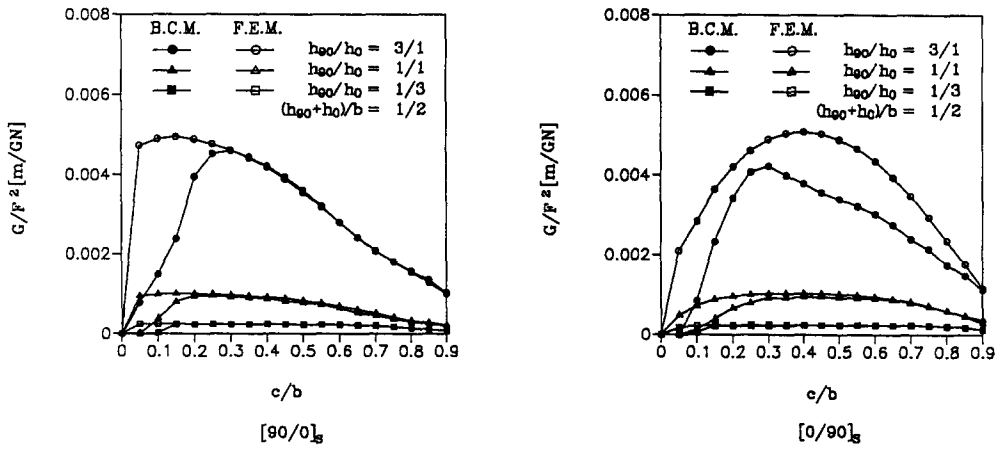 0.008
0.006
0.004
0.002
0
G/F² [m/GN]
B.C.M. F.E.M.
h₉₀/h₀ = 3/1
h₉₀/h₀ = 1/1
h₉₀/h₀ = 1/3
(h₉₀+h₀)/b = 1/2
0 0.1 0.2 0.3 0.4 0.5 0.6 0.7 0.8 0.9
c/b
[90/0]ₛ
0.008
0.006
0.004
0.002
0
G/F² [m/GN]
B.C.M. F.E.M.
h₉₀/h₀ = 3/1
h₉₀/h₀ = 1/1
h₉₀/h₀ = 1/3
(h₉₀+h₀)/b = 1/2
0 0.1 0.2 0.3 0.4 0.5 0.6 0.7 0.8 0.9
c/b
[0/90]ₛ